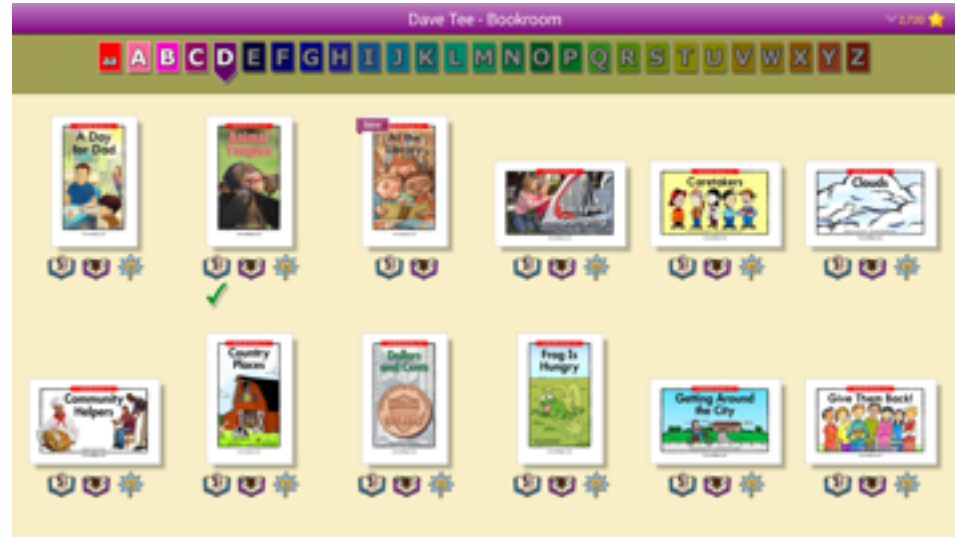 Dave Tee - Bookroom
2,720
aa A B C D E F G H I J K L M N O P Q R S T U V W X Y Z
A Day
for Dad
Animal
Tongues
New
At the
Library
Caretakers
Clouds
Community
Helpers
Country
Places
Dollars
and Cents
Frog Is
Hungry
Getting Around
the City
Give Them Back!